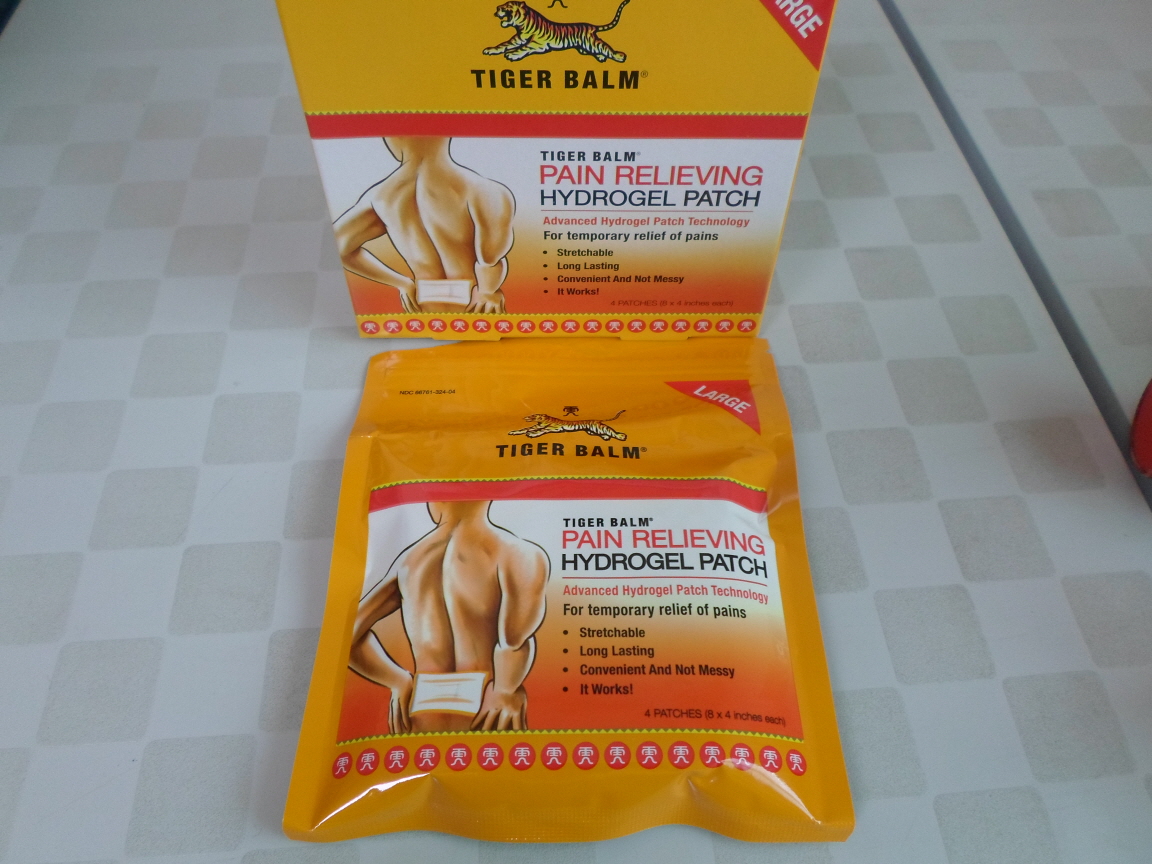 LARGE
TIGER BALM®
TIGER BALM®
PAIN RELIEVING
HYDROGEL PATCH
Advanced Hydrogel Patch Technology
For temporary relief of pains
• Stretchable
• Long Lasting
• Convenient And Not Messy
• It Works!
4 PATCHES (8 x 4 inches each)
NDC 66761-324-04
LARGE
TIGER BALM®
TIGER BALM®
PAIN RELIEVING
HYDROGEL PATCH
Advanced Hydrogel Patch Technology
For temporary relief of pains
• Stretchable
• Long Lasting
• Convenient And Not Messy
• It Works!
4 PATCHES (8 x 4 inches each)